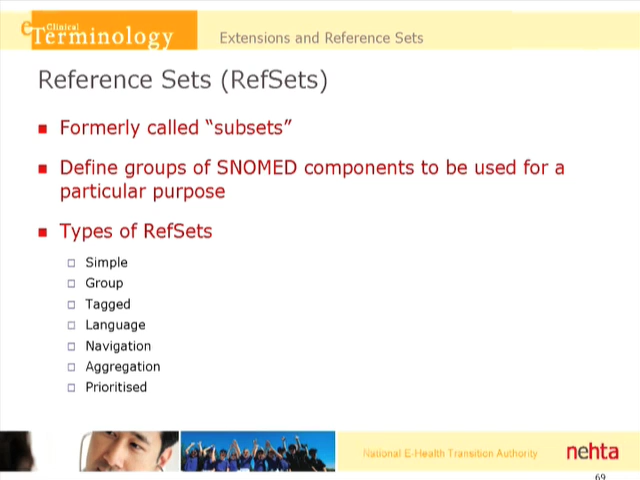 e Clinical
Terminology
Extensions and Reference Sets
Reference Sets (RefSets)
Formerly called “subsets”
Define groups of SNOMED components to be used for a
particular purpose
Types of RefSets
Simple
Group
Tagged
Language
Navigation
Aggregation
Prioritised
National E-Health Transition Authority
nehta
69